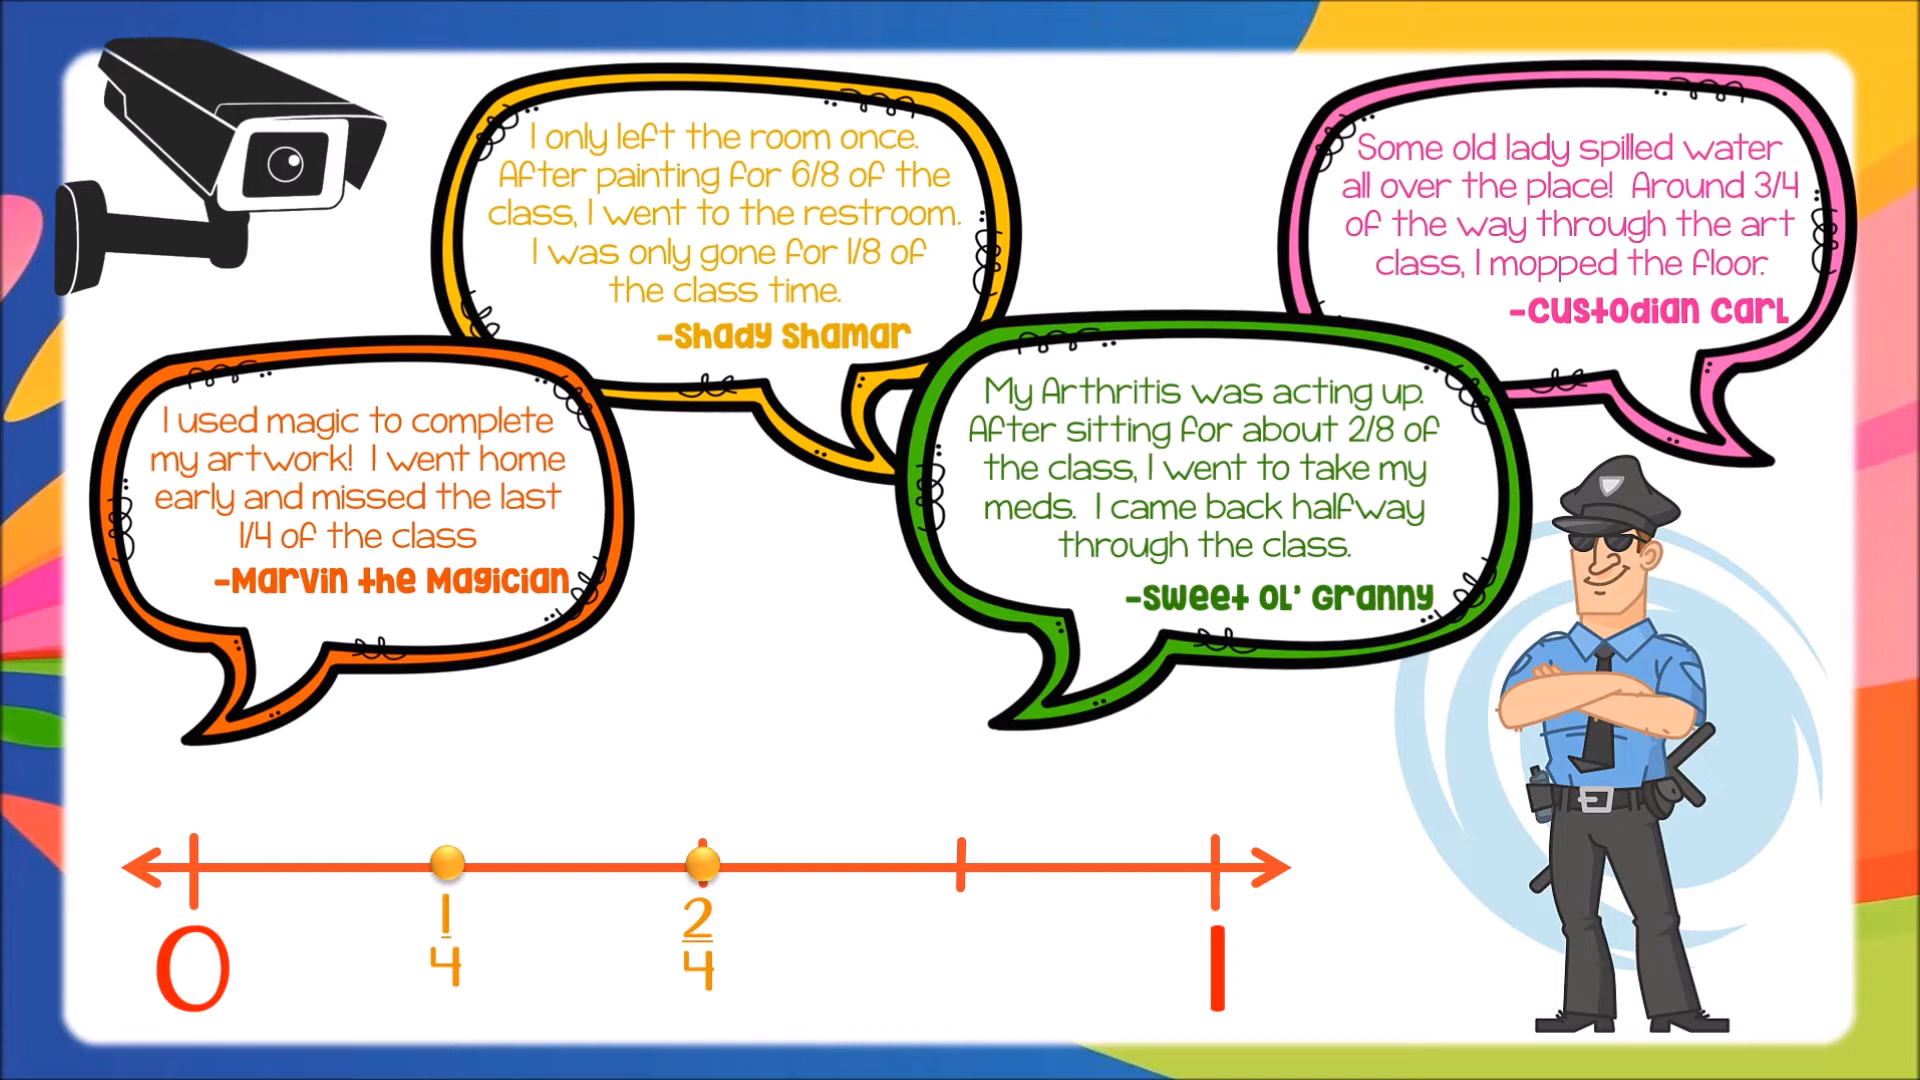 I only left the room once.
After painting for 6/8 of the
class, I went to the restroom.
I was only gone for 1/8 of
the class time.
-Shady Shamar
Some old lady spilled water
all over the place! Around 3/4
of the way through the art
class, I mopped the floor.
-Custodian Carl
I used magic to complete
my artwork! I went home
early and missed the last
1/4 of the class
-Marvin the Magician
My Arthritis was acting up.
After sitting for about 2/8 of
the class, I went to take my
meds. I came back halfway
through the class.
-Sweet Ol' Granny
0
1/4
2/4
1